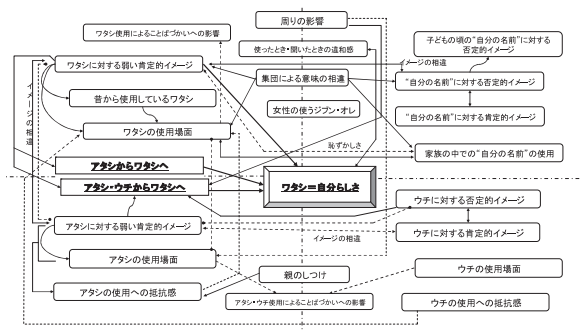 周りの影響
ワタシ使用によることばづかいへの影響
使ったとき・聞いたときの違和感
子どもの頃の"自分の名前"に対する
否定的イメージ
イメージの相違
ワタシに対する弱い肯定的イメージ
集団による意味の相違
"自分の名前"に対する否定的イメージ
イメージの相違
昔から使用しているワタシ
女性の使うジブン・オレ
"自分の名前"に対する肯定的イメージ
ワタシの使用場面
恥ずかしさ
家族の中での"自分の名前"の使用
アタシからワタシへ
アタシ・ウチからワタシへ
ワタシ＝自分らしさ
ウチに対する否定的イメージ
アタシに対する弱い肯定的イメージ
イメージの相違
ウチに対する肯定的イメージ
アタシの使用場面
親のしつけ
ウチの使用場面
アタシの使用への抵抗感
アタシ・ウチ使用によることばづかいへの影響
ウチの使用への抵抗感